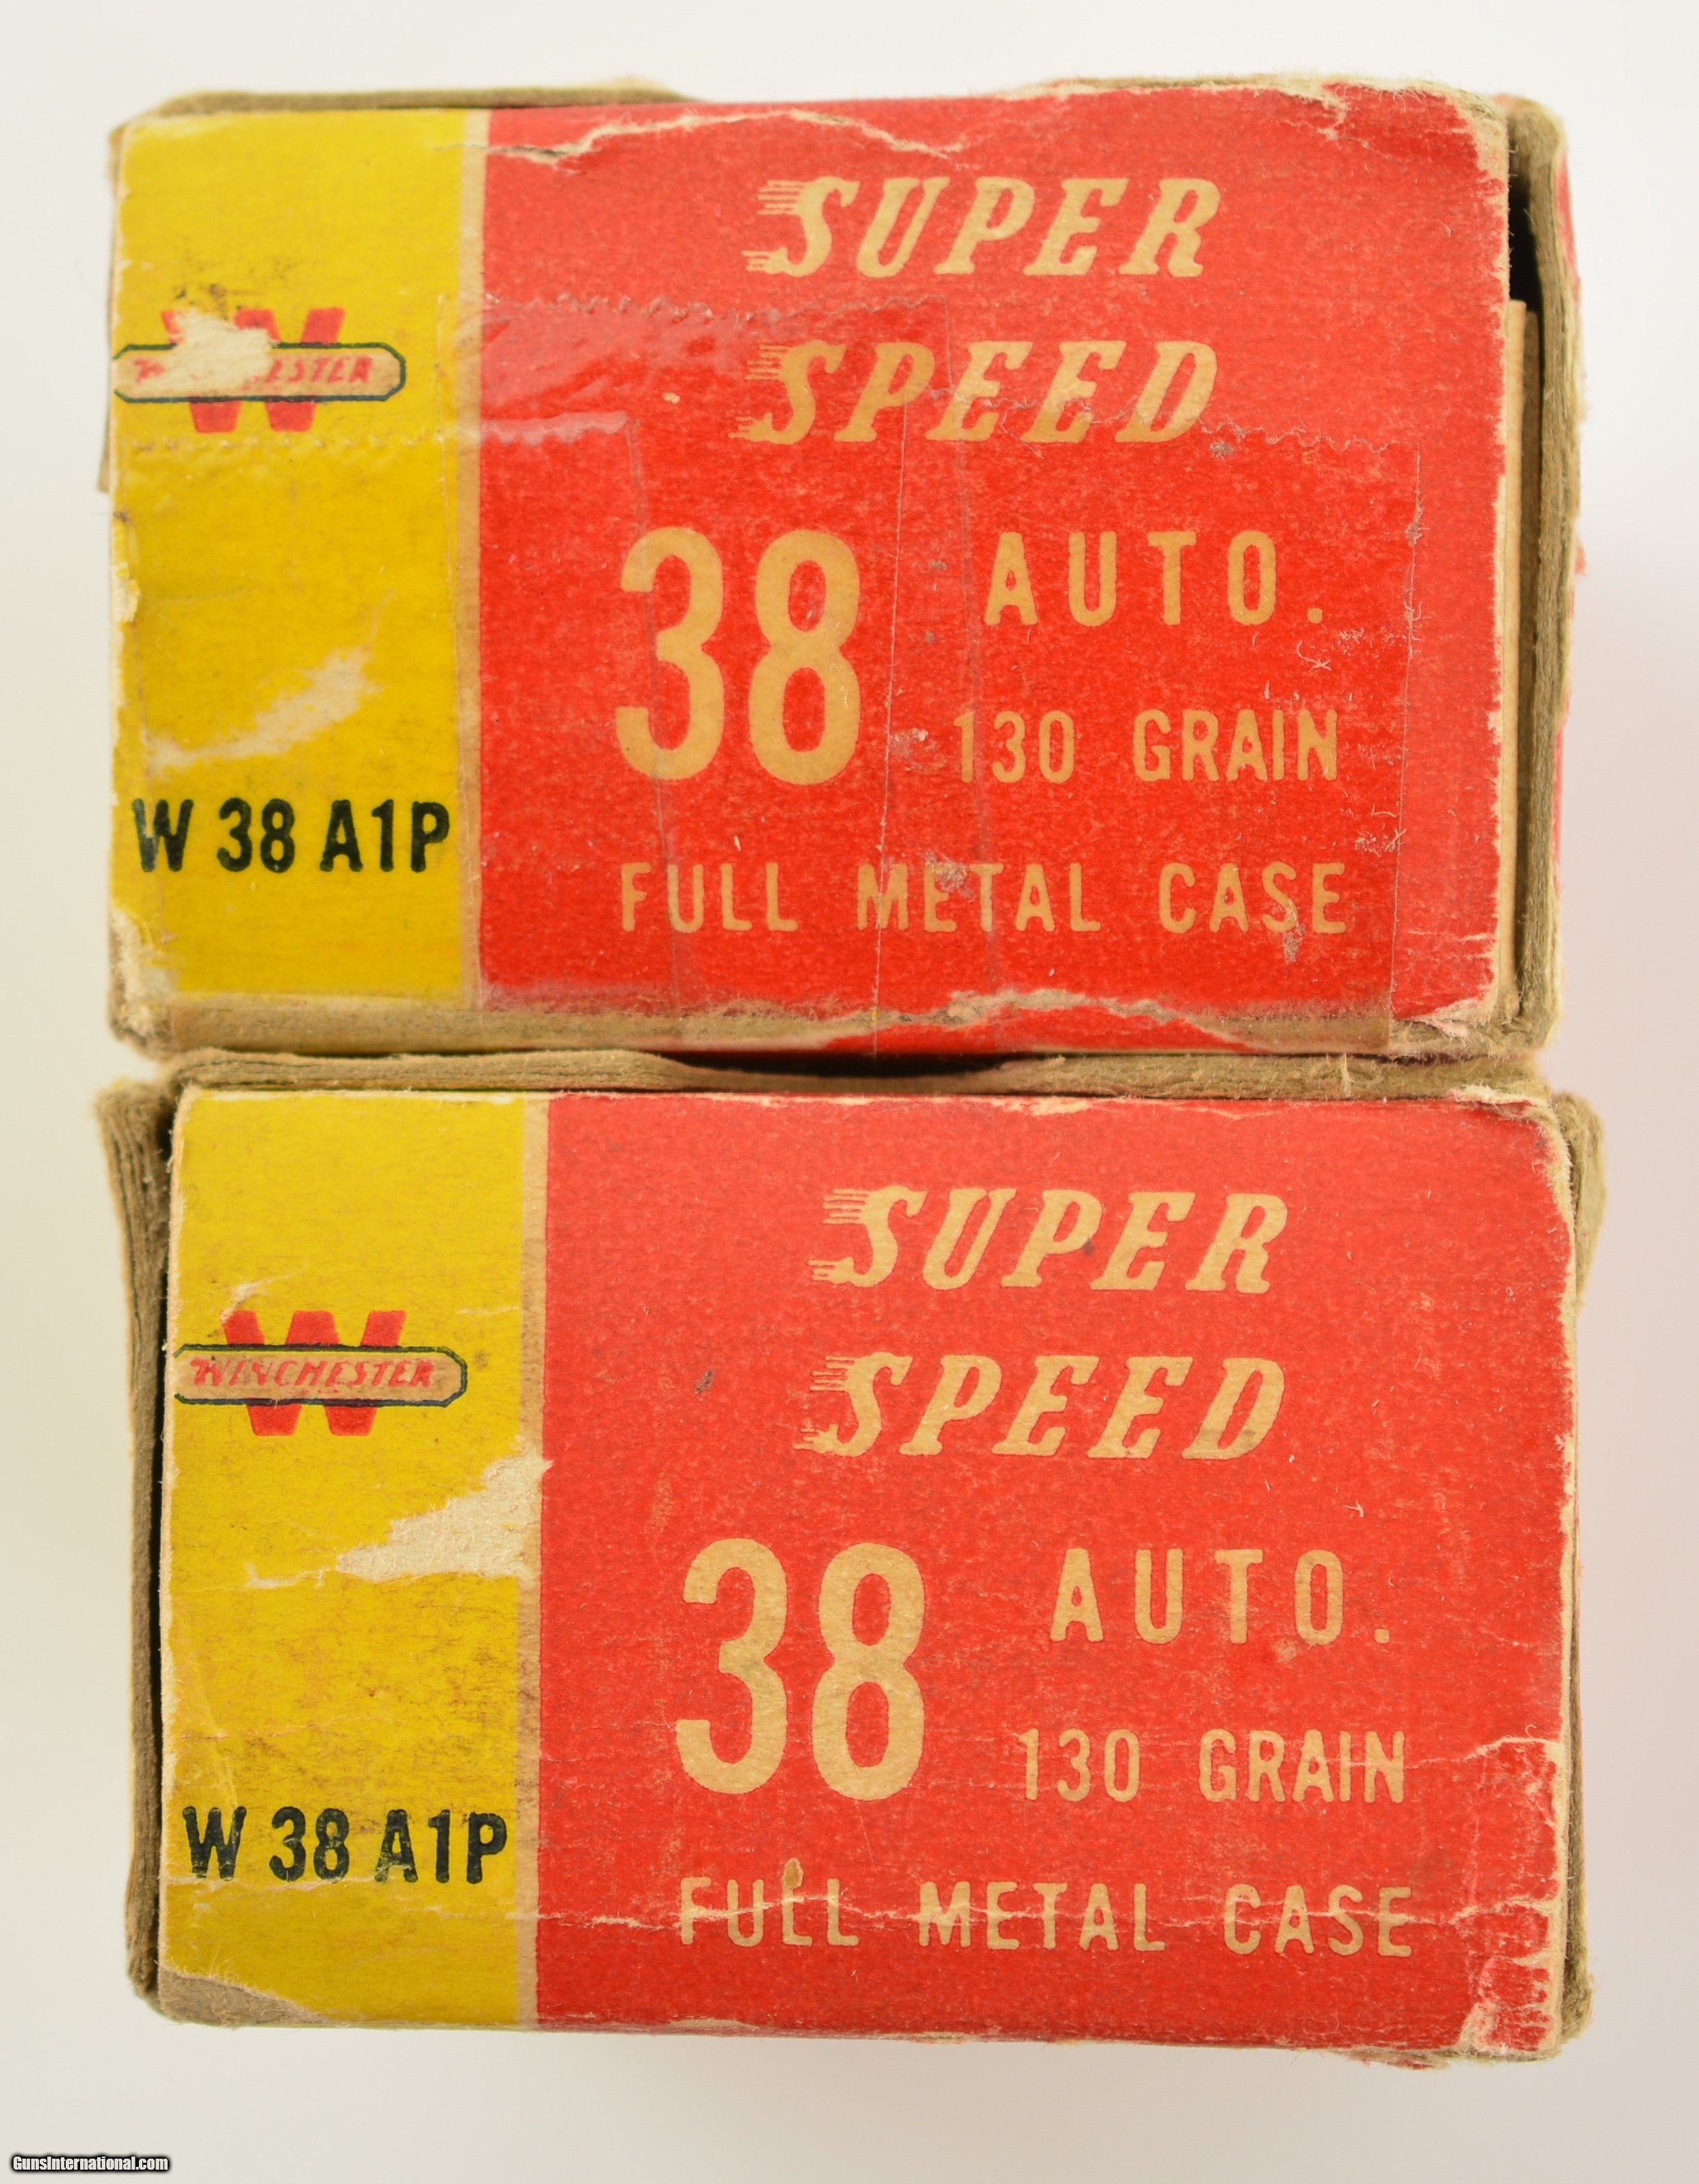 SUPER
SPEED
W
38 AUTO.
130 GRAIN
W 38 A1P
FULL METAL CASE
SUPER
SPEED
W
WINCHESTER
38 AUTO.
130 GRAIN
W 38 A1P
FULL METAL CASE
GunsInternational.com